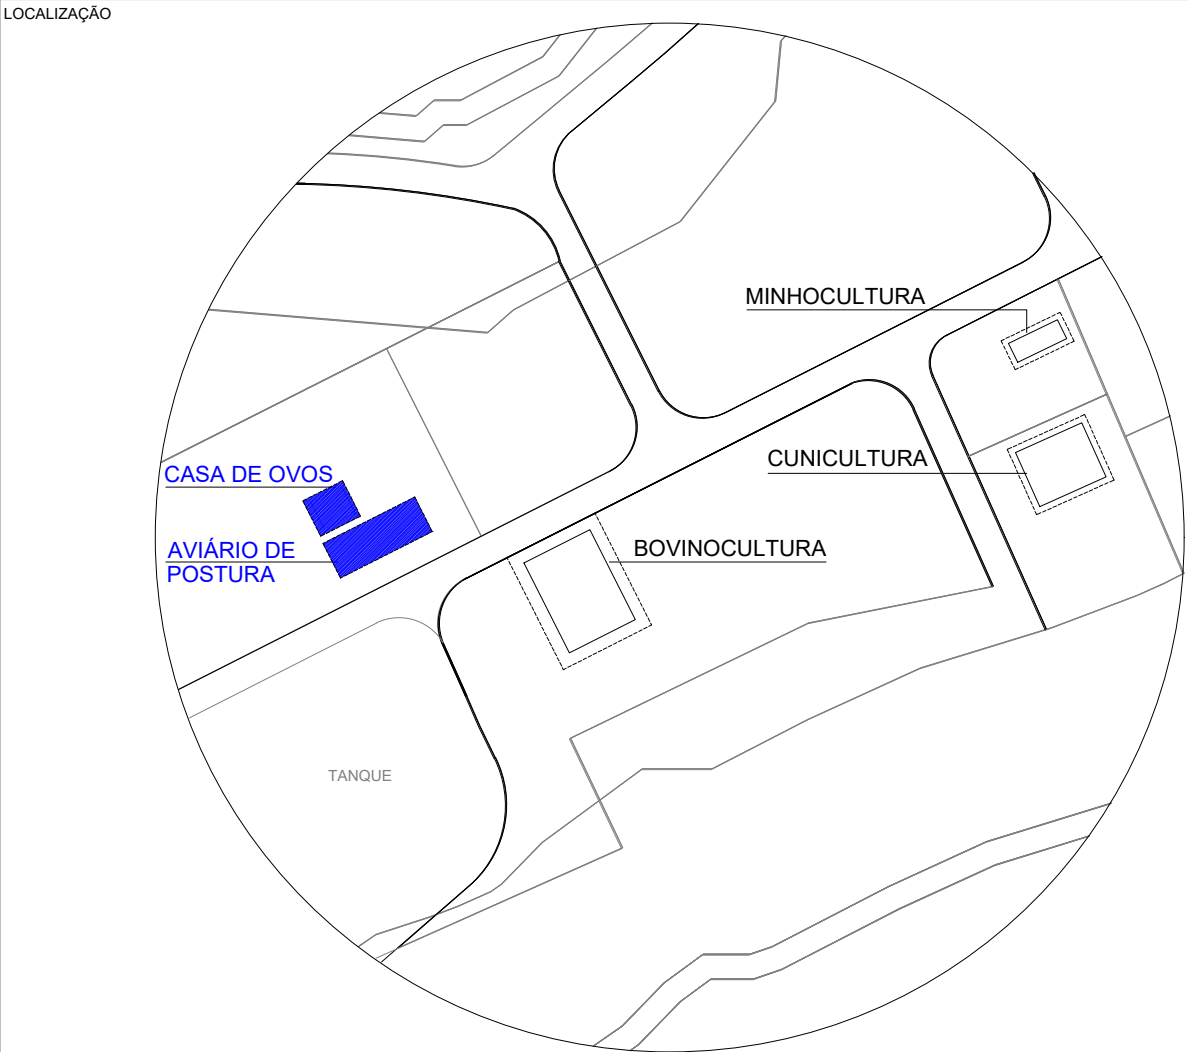 LOCALIZAÇÃO
MINHOCULTURA
CUNICULTURA
CASA DE OVOS
AVIÁRIO DE
POSTURA
BOVINOCULTURA
TANQUE